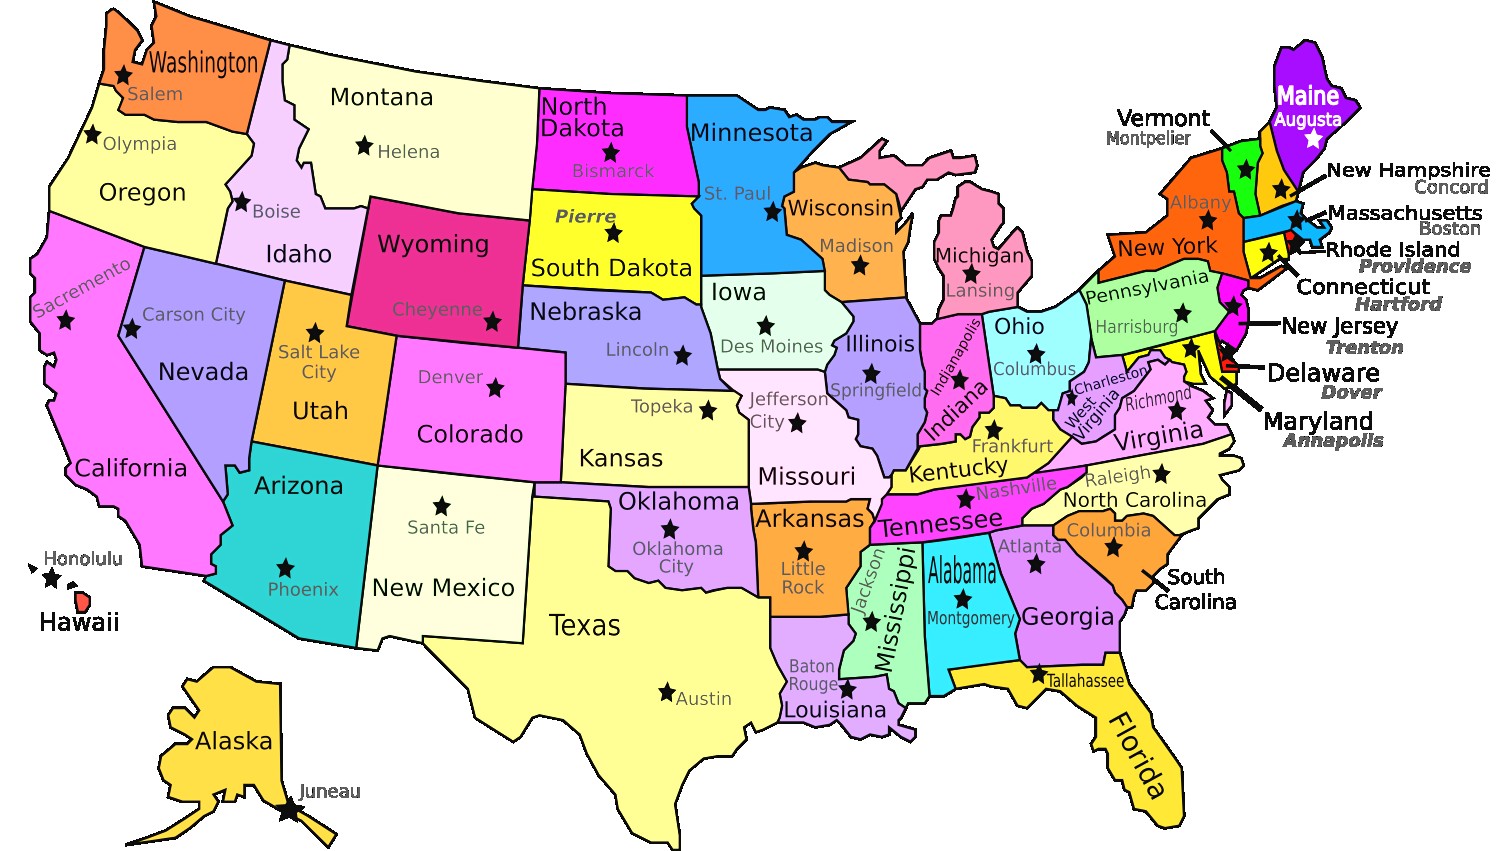 Washington
Salem
Olympia
Oregon
Montana
Helena
Boise
Idaho
North
Dakota
Bismarck
Minnesota
St. Paul
Pierre
South Dakota
Wyoming
Cheyenne
Wisconsin
Madison
Michigan
Lansing
Vermont
Montpelier
Maine
Augusta
New Hampshire
Concord
Albany
New York
Massachusetts
Boston
Rhode Island
Providence
Connecticut
Hartford
New Jersey
Trenton
Delaware
Dover
Maryland
Annapolis
Pennsylvania
Harrisburg
Sacremento
California
Carson City
Nevada
Salt Lake
City
Utah
Denver
Colorado
Nebraska
Lincoln
Iowa
Des Moines
Illinois
Springfield
Indianapolis
Indiana
Ohio
Columbus
Charleston
West
Virginia
Richmond
Virginia
Topeka
Kansas
Jefferson
City
Missouri
Frankfurt
Kentucky
Nashville
Tennessee
Raleigh
North Carolina
Columbia
South
Carolina
Arizona
Phoenix
Santa Fe
New Mexico
Oklahoma
Oklahoma
City
Arkansas
Little
Rock
Jackson
Mississippi
Alabama
Montgomery
Atlanta
Georgia
Texas
Austin
Baton
Rouge
Louisiana
Tallahassee
Florida
Honolulu
Hawaii
Alaska
Juneau